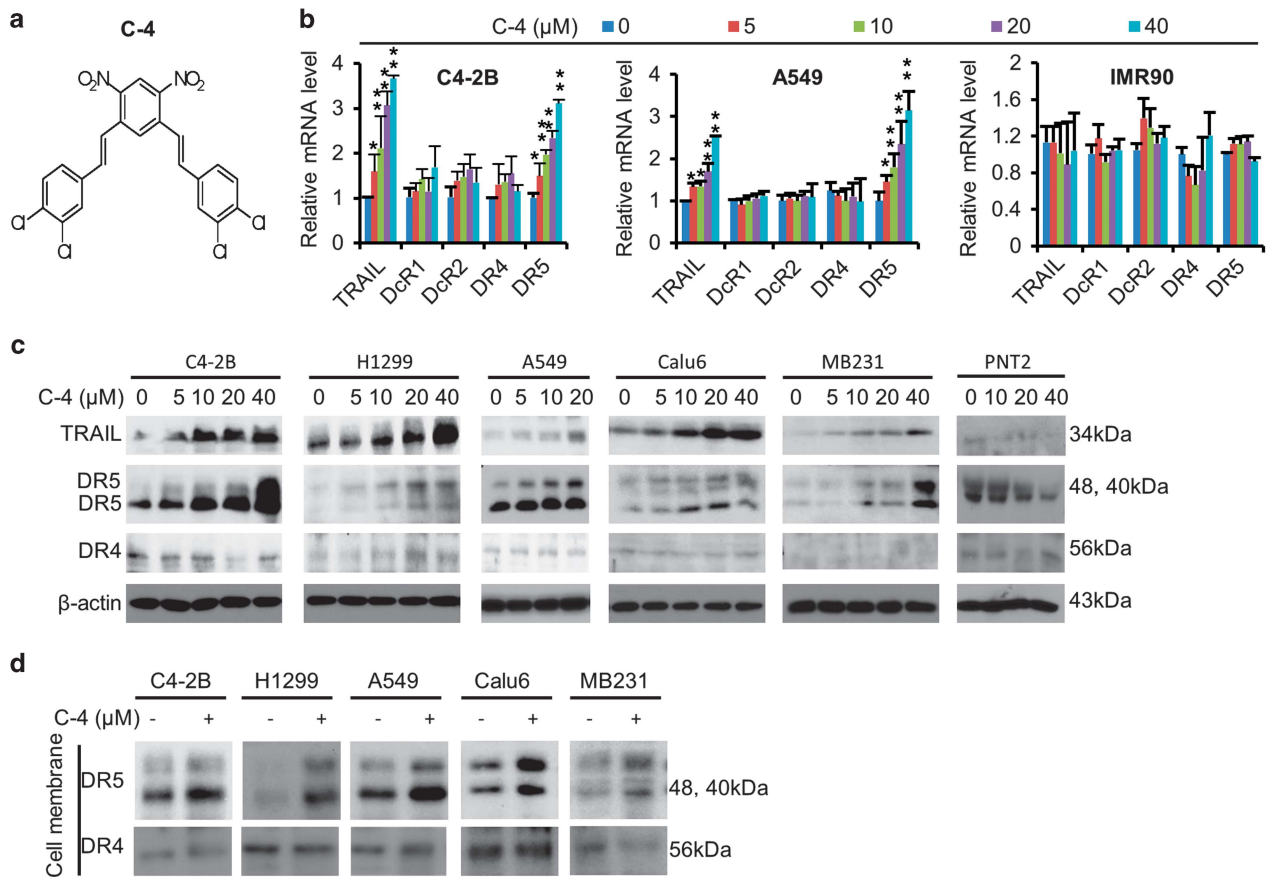 a
C-4
O₂N NO₂
Cl Cl
Cl Cl
b
C-4 (μM) 0 5 10 20 40
Relative mRNA level
4
3
2
1
0
C4-2B
* ** ** ** * ** ** **
TRAIL DcR1 DcR2 DR4 DR5
Relative mRNA level
4
3
2
1
0
A549
* * ** ** * ** ** **
TRAIL DcR1 DcR2 DR4 DR5
Relative mRNA level
2
1.6
1.2
0.8
0.4
0
IMR90
TRAIL DcR1 DcR2 DR4 DR5
c
C4-2B H1299 A549 Calu6 MB231 PNT2
C-4 (μM) 0 5 10 20 40 0 5 10 20 40 0 5 10 20 0 5 10 20 40 0 5 10 20 40 0 10 20 40
TRAIL 34kDa
DR5
DR5 48, 40kDa
DR4 56kDa
β-actin 43kDa
d
C4-2B H1299 A549 Calu6 MB231
C-4 (μM) - + - + - + - + - +
Cell membrane
DR5 48, 40kDa
DR4 56kDa